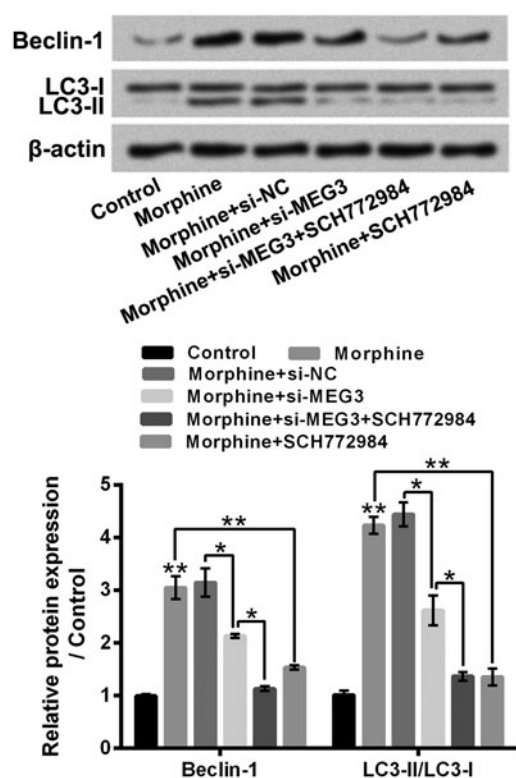 Beclin-1
LC3-I
LC3-II
β-actin
Control
Morphine
Morphine+si-NC
Morphine+si-MEG3
Morphine+si-MEG3+SCH772984
Morphine+SCH772984
Control Morphine
Morphine+si-NC
Morphine+si-MEG3
Morphine+si-MEG3+SCH772984
Morphine+SCH772984
Relative protein expression
/ Control
5
4
3
2
1
0
**
**
*
*
**
**
*
*
Beclin-1 LC3-II/LC3-I